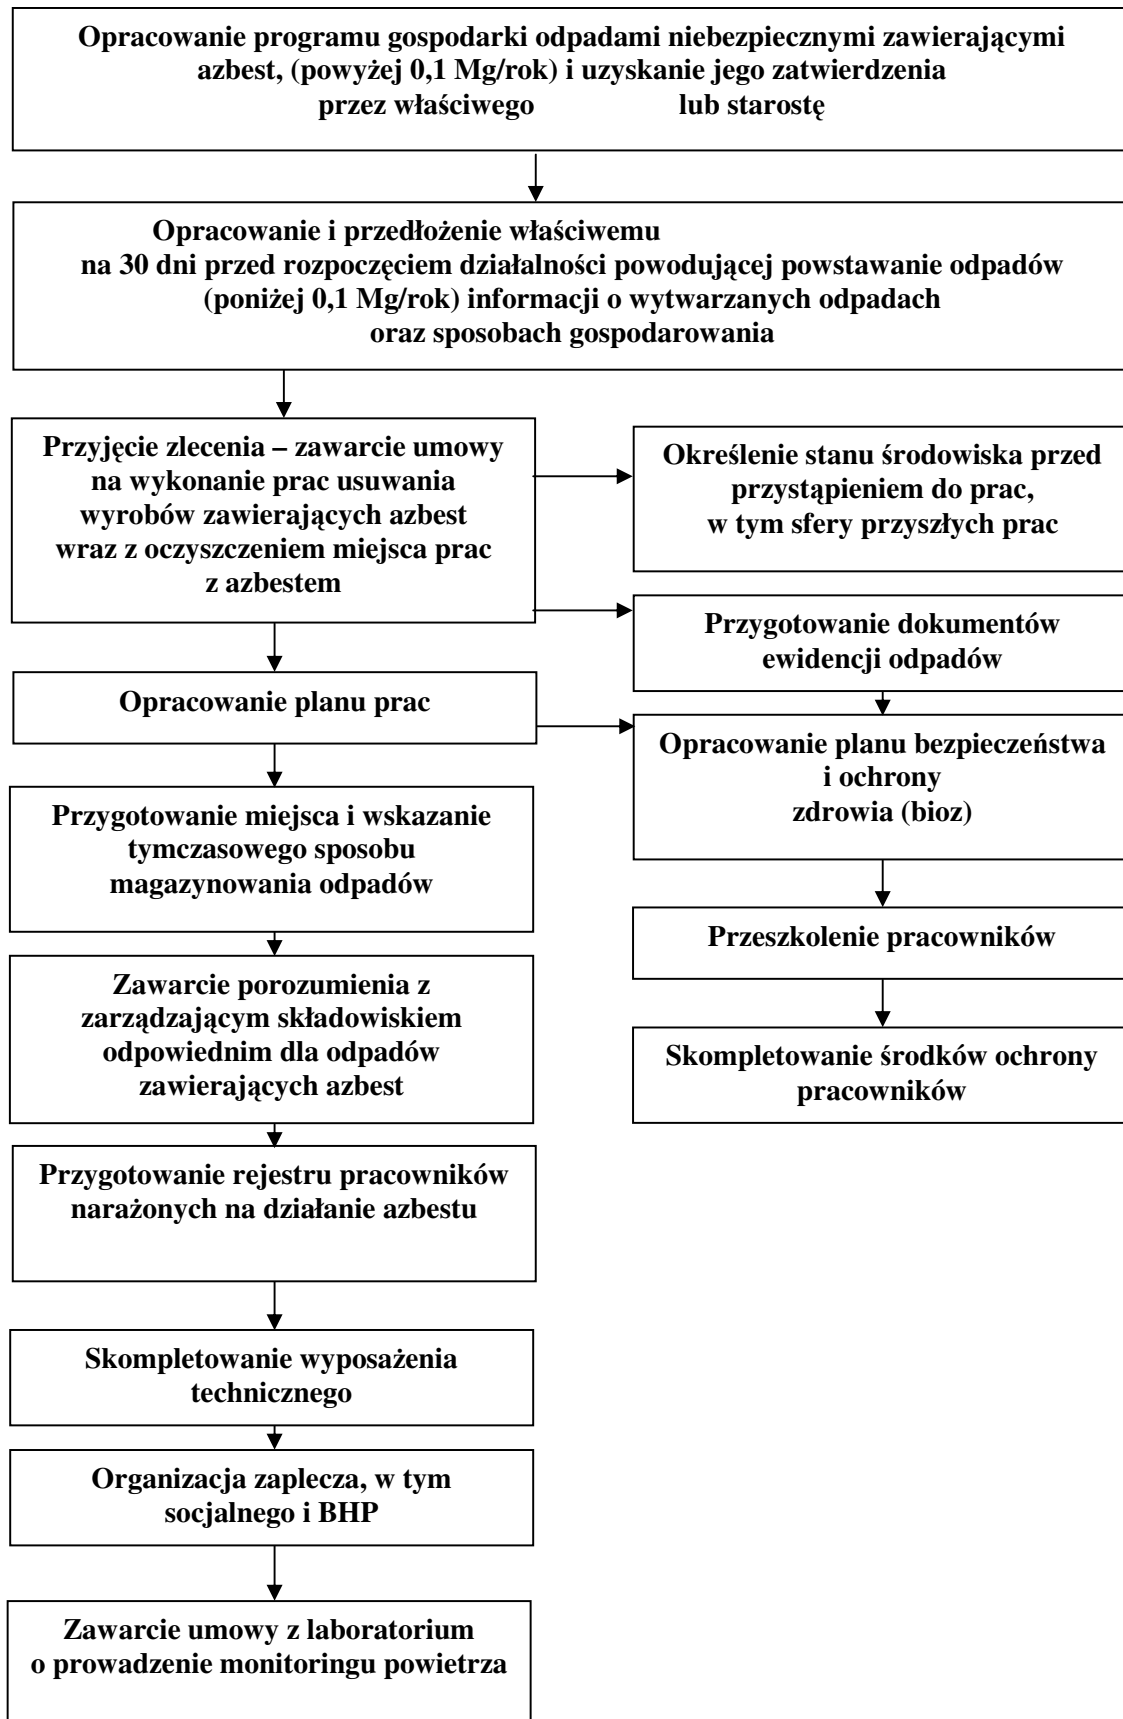 Opracowanie programu gospodarki odpadami niebezpiecznymi zawierającymi
azbest, (powyżej 0,1 Mg/rok) i uzyskanie jego zatwierdzenia
przez właściwego lub starostę
Opracowanie i przedłożenie właściwemu
na 30 dni przed rozpoczęciem działalności powodującej powstawanie odpadów
(poniżej 0,1 Mg/rok) informacji o wytwarzanych odpadach
oraz sposobach gospodarowania
Przyjęcie zlecenia – zawarcie umowy
na wykonanie prac usuwania
wyrobów zawierających azbest
wraz z oczyszczeniem miejsca prac
z azbestem
Określenie stanu środowiska przed
przystąpieniem do prac,
w tym sfery przyszłych prac
Przygotowanie dokumentów
ewidencji odpadów
Opracowanie planu prac
Opracowanie planu bezpieczeństwa
i ochrony
zdrowia (bioz)
Przygotowanie miejsca i wskazanie
tymczasowego sposobu
magazynowania odpadów
Przeszkolenie pracowników
Zawarcie porozumienia z
zarządzającym składowiskiem
odpowiednim dla odpadów
zawierających azbest
Skompletowanie środków ochrony
pracowników
Przygotowanie rejestru pracowników
narażonych na działanie azbestu
Skompletowanie wyposażenia
technicznego
Organizacja zaplecza, w tym
socjalnego i BHP
Zawarcie umowy z laboratorium
o prowadzenie monitoringu powietrza